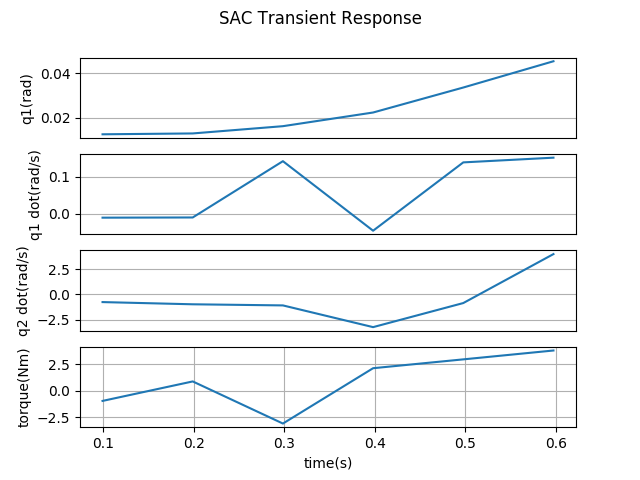 SAC Transient Response
0.04
0.02
q1(rad)
0.1
0.0
q1 dot(rad/s)
2.5
0.0
−2.5
q2 dot(rad/s)
2.5
0.0
−2.5
torque(Nm)
0.1 0.2 0.3 0.4 0.5 0.6
time(s)